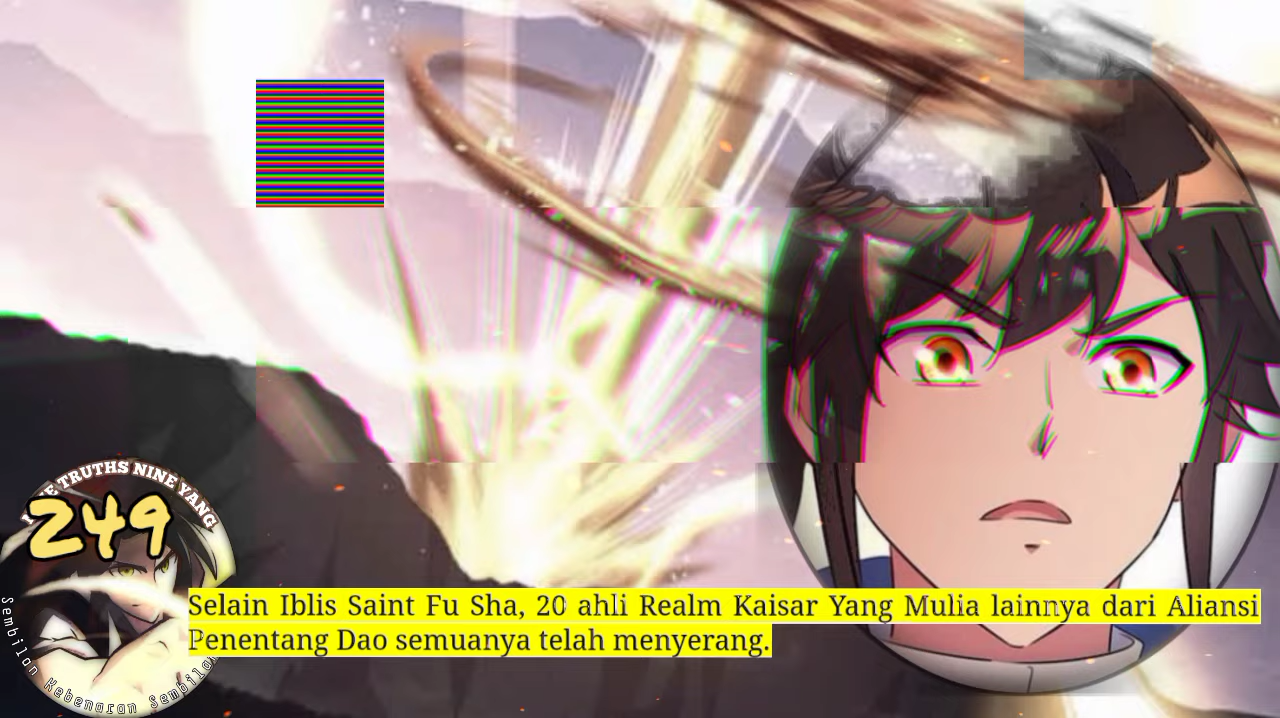 E TRUTHS NINE YANG
249
Selain Iblis Saint Fu Sha, 20 ahli Realm Kaisar Yang Mulia lainnya dari Aliansi
Penentang Dao semuanya telah menyerang.
Sembilan Kebenaran Sembilan